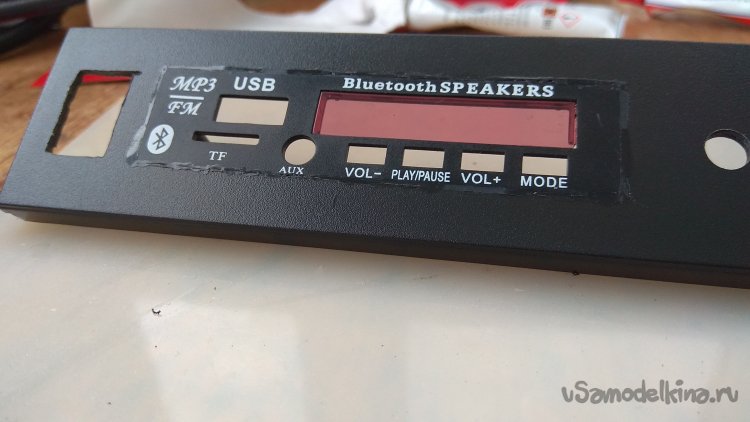 MP3 USB Bluetooth SPEAKERS
FM
TF AUX VOL- PLAY/PAUSE VOL+ MODE
vSamodelkina.ru